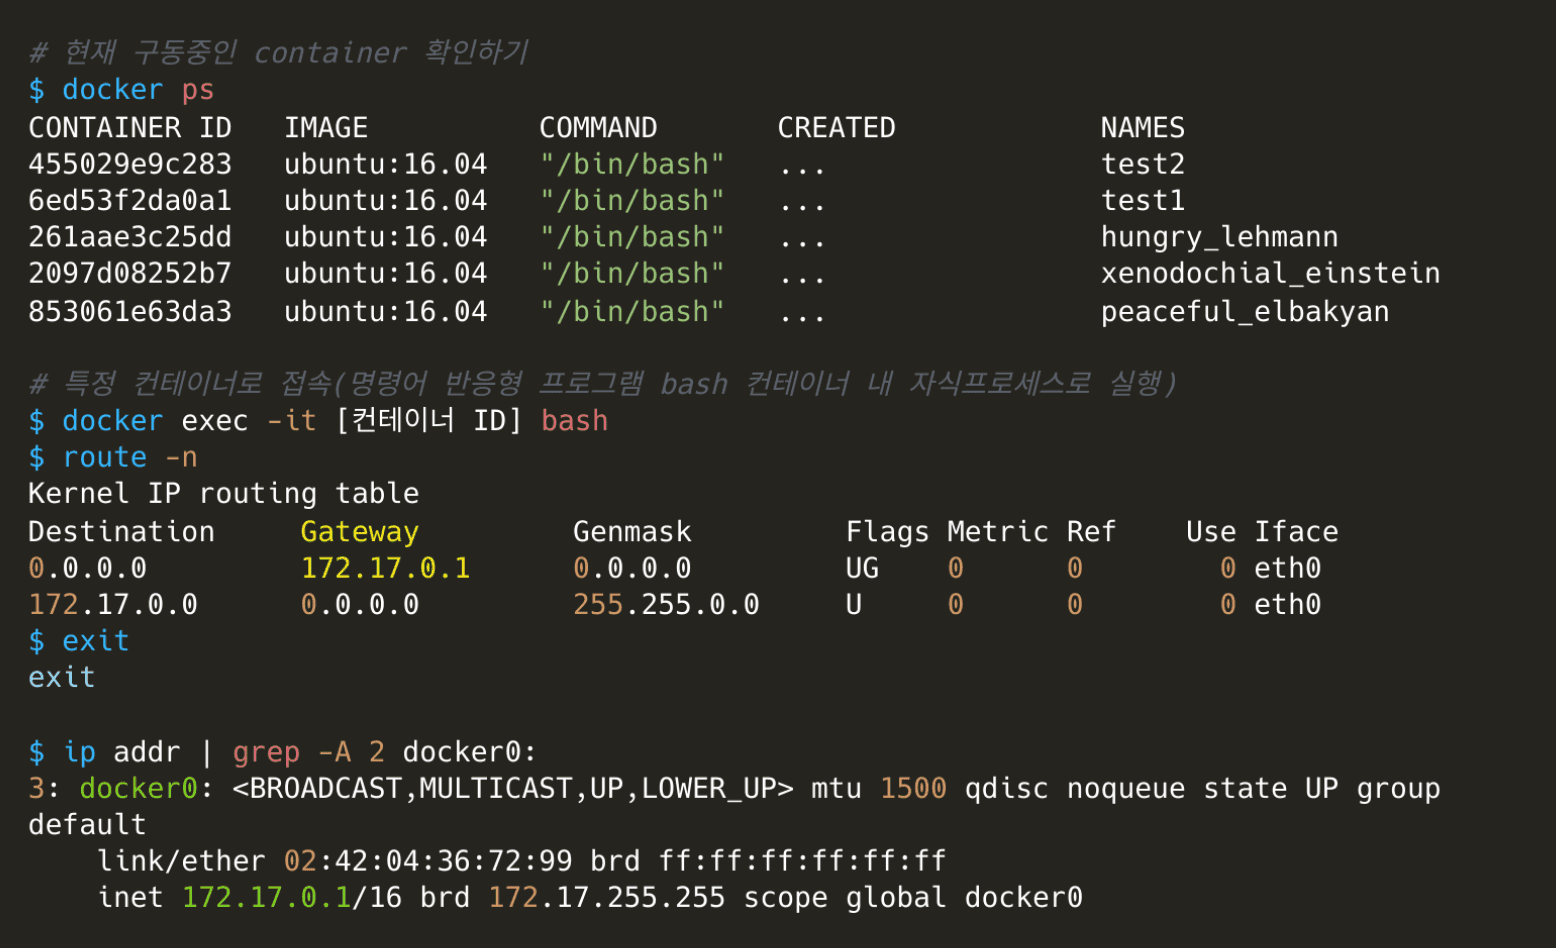 # 현재 구동중인 container 확인하기
$ docker ps
CONTAINER ID   IMAGE          COMMAND       CREATED            NAMES
455029e9c283   ubuntu:16.04   "/bin/bash"   ...                test2
6ed53f2da0a1   ubuntu:16.04   "/bin/bash"   ...                test1
261aae3c25dd   ubuntu:16.04   "/bin/bash"   ...                hungry_lehmann
2097d08252b7   ubuntu:16.04   "/bin/bash"   ...                xenodochial_einstein
853061e63da3   ubuntu:16.04   "/bin/bash"   ...                peaceful_elbakyan
# 특정 컨테이너로 접속(명령어 반응형 프로그램 bash 컨테이너 내 자식프로세스로 실행)
$ docker exec -it [컨테이너 ID] bash
$ route -n
Kernel IP routing table
Destination     Gateway         Genmask         Flags Metric Ref    Use Iface
0.0.0.0         172.17.0.1      0.0.0.0         UG    0      0        0 eth0
172.17.0.0      0.0.0.0         255.255.0.0     U     0      0        0 eth0
$ exit
exit
$ ip addr | grep -A 2 docker0:
3: docker0: <BROADCAST,MULTICAST,UP,LOWER_UP> mtu 1500 qdisc noqueue state UP group
default
    link/ether 02:42:04:36:72:99 brd ff:ff:ff:ff:ff:ff
    inet 172.17.0.1/16 brd 172.17.255.255 scope global docker0